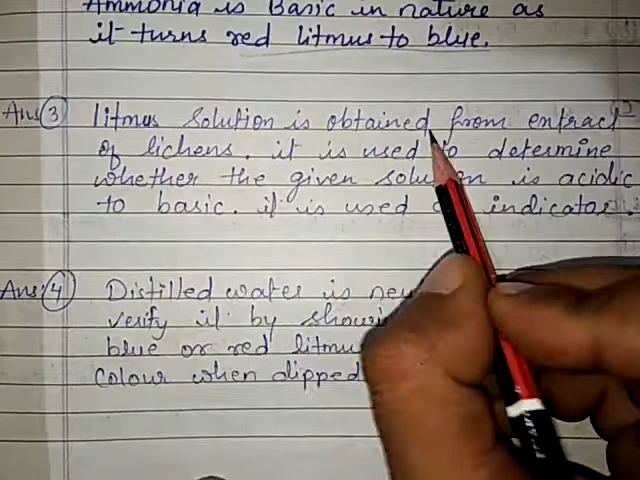 Ammonia is Basic in nature as
it turns red litmus to blue.
Ans 3 litmus Solution is obtained from extract
of lichens. it is used to determine
whether the given solution is acidic
to basic. it is used indicator.
Ans: 4 Distilled water is
verify it by
blue or red litmus
Colour when dipped